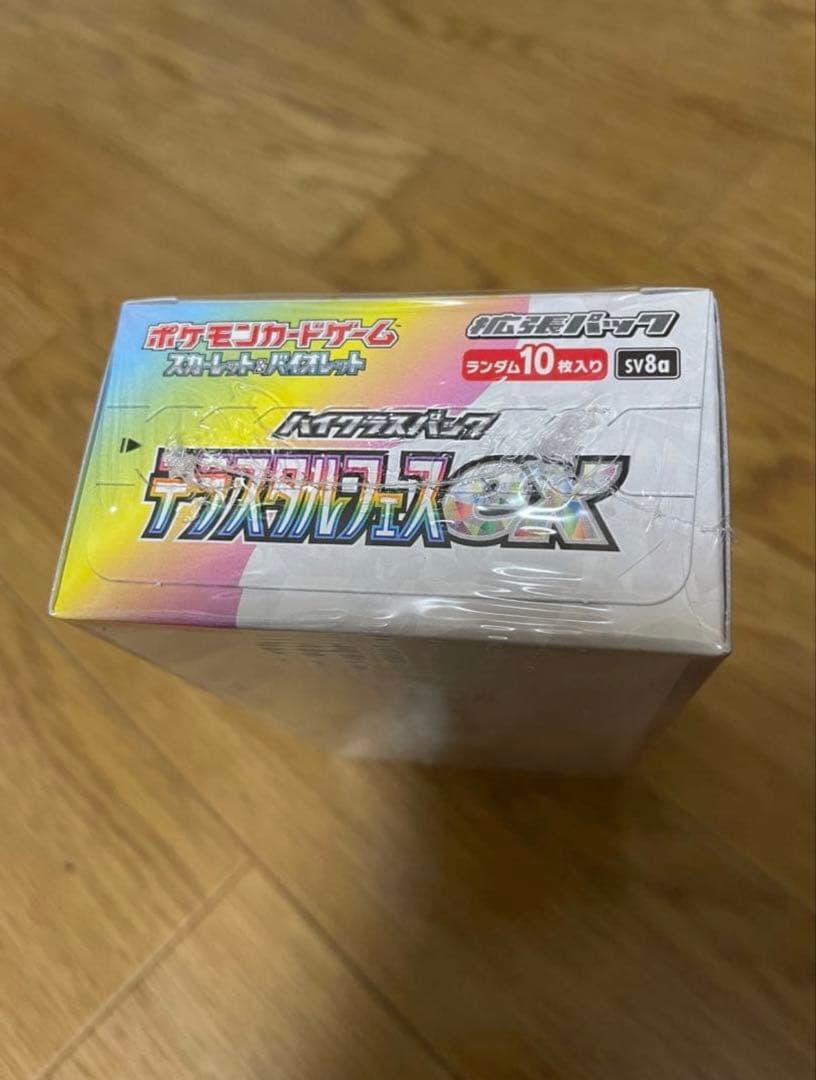 ポケモンカードゲーム
スカーレット&バイオレット
拡張パック
ランダム10枚入り
SV8a
ハイクラスパック
テラスタルフェスex